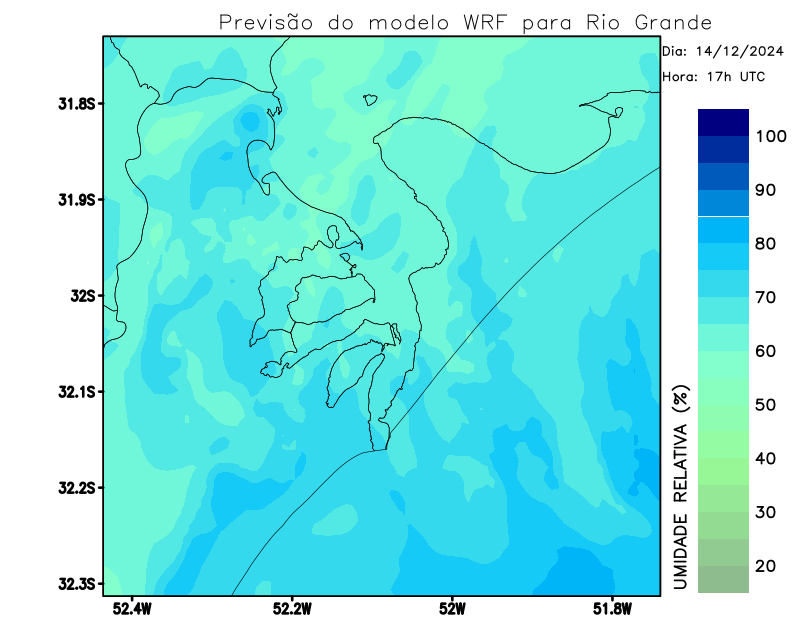 Previsão do modelo WRF para Rio Grande
Dia: 14/12/2024
Hora: 17h UTC
31.8S
31.9S
32S
32.1S
32.2S
32.3S
52.4W
52.2W
52W
51.8W
100
90
80
70
60
50
40
30
20
UMIDADE RELATIVA (%)